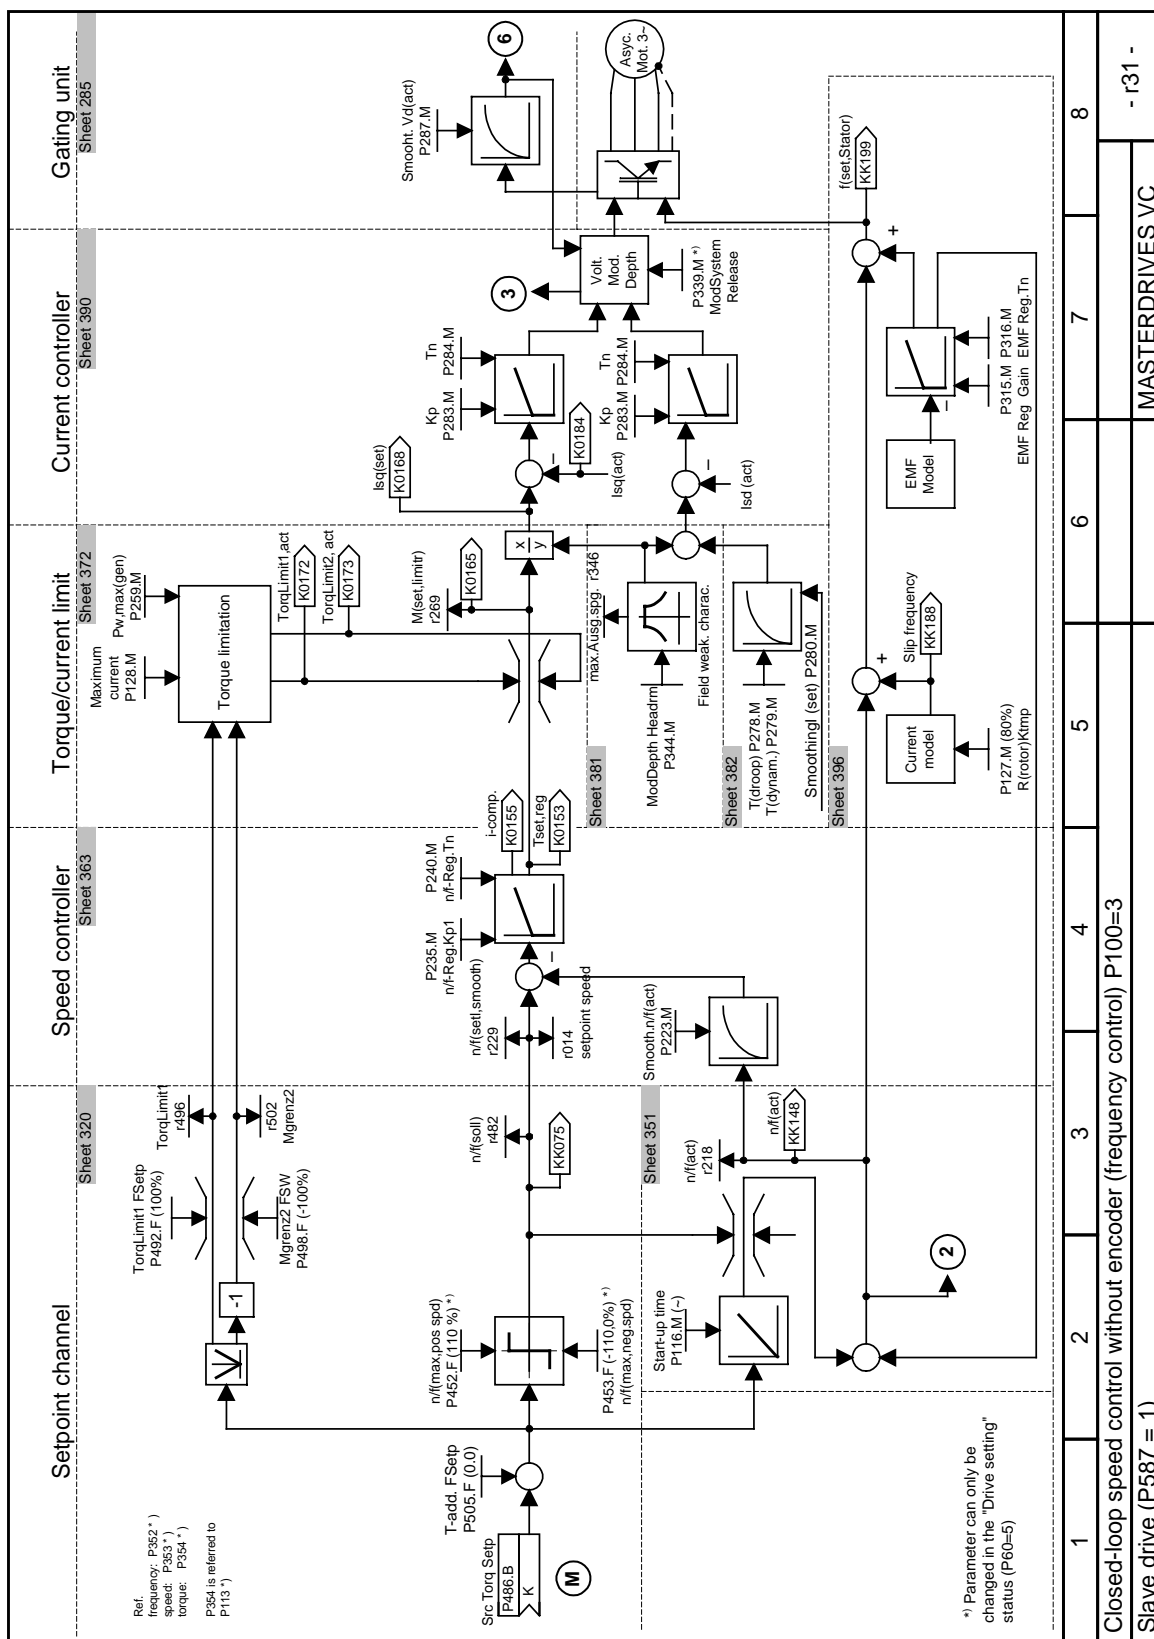 Setpoint channel
Sheet 320
Speed controller
Sheet 363
Torque/current limit
Sheet 372
Current controller
Sheet 390
Gating unit
Sheet 285
Ref.
frequency: P352 *)
speed: P353 *)
torque: P354 *)
P354 is referred to
P113 *)
TorqLimit1 FSetp
P492.F (100%)
TorqLimit1
r496
-1
Mgrenz2 FSW
P498.F (-100%)
r502
Mgrenz2
Maximum
current
P128.M
Pw,max(gen)
P259.M
Torque limitation
TorqLimit1,act
K0172
TorqLimit2, act
K0173
Smooht. Vd(act)
P287.M
6
Src Torq Setp
P486.B
K
M
T-add. FSetp
P505.F (0.0)
n/f(max,pos spd)
P452.F (110 %) *)
P453.F (-110,0%) *)
n/f(max,neg.spd)
n/f(soll)
r482
KK075
n/f(setl,smooth)
r229
r014
setpoint speed
P235.M
n/f-Reg.Kp1
P240.M
n/f-Reg.Tn
–
i-comp.
K0155
Tset,reg
K0153
M(set,limitr)
r269
K0165
x
y
Isq(set)
K0168
–
K0184
Isq(act)
Kp
P283.M
Tn
P284.M
3
Volt.
Mod.
Depth
P339.M *)
ModSystem
Release
Asyc.
Mot. 3~
Sheet 381
ModDepth Headrm
P344.M
max.Ausg.spg. r346
Field weak. charac.
–
Isd (act)
Kp
P283.M
Tn
P284.M
Sheet 382
T(droop) P278.M
T(dynam.) P279.M
SmoothingI (set) P280.M
Sheet 351
Start-up time
P116.M (~)
n/f(act)
r218
n/f(act)
KK148
Smooth.n/f(act)
P223.M
2
Sheet 396
Current
model
P127.M (80%)
R(rotor)Ktmp
Slip frequency
KK188
+
EMF
Model
–
P315.M
EMF Reg Gain
P316.M
EMF Reg.Tn
+
f(set,Stator)
KK199
*) Parameter can only be
changed in the "Drive setting"
status (P60=5)
1
2
3
4
5
6
7
8
Closed-loop speed control without encoder (frequency control) P100=3
- r31 -
Slave drive (P587 = 1)
MASTERDRIVES VC